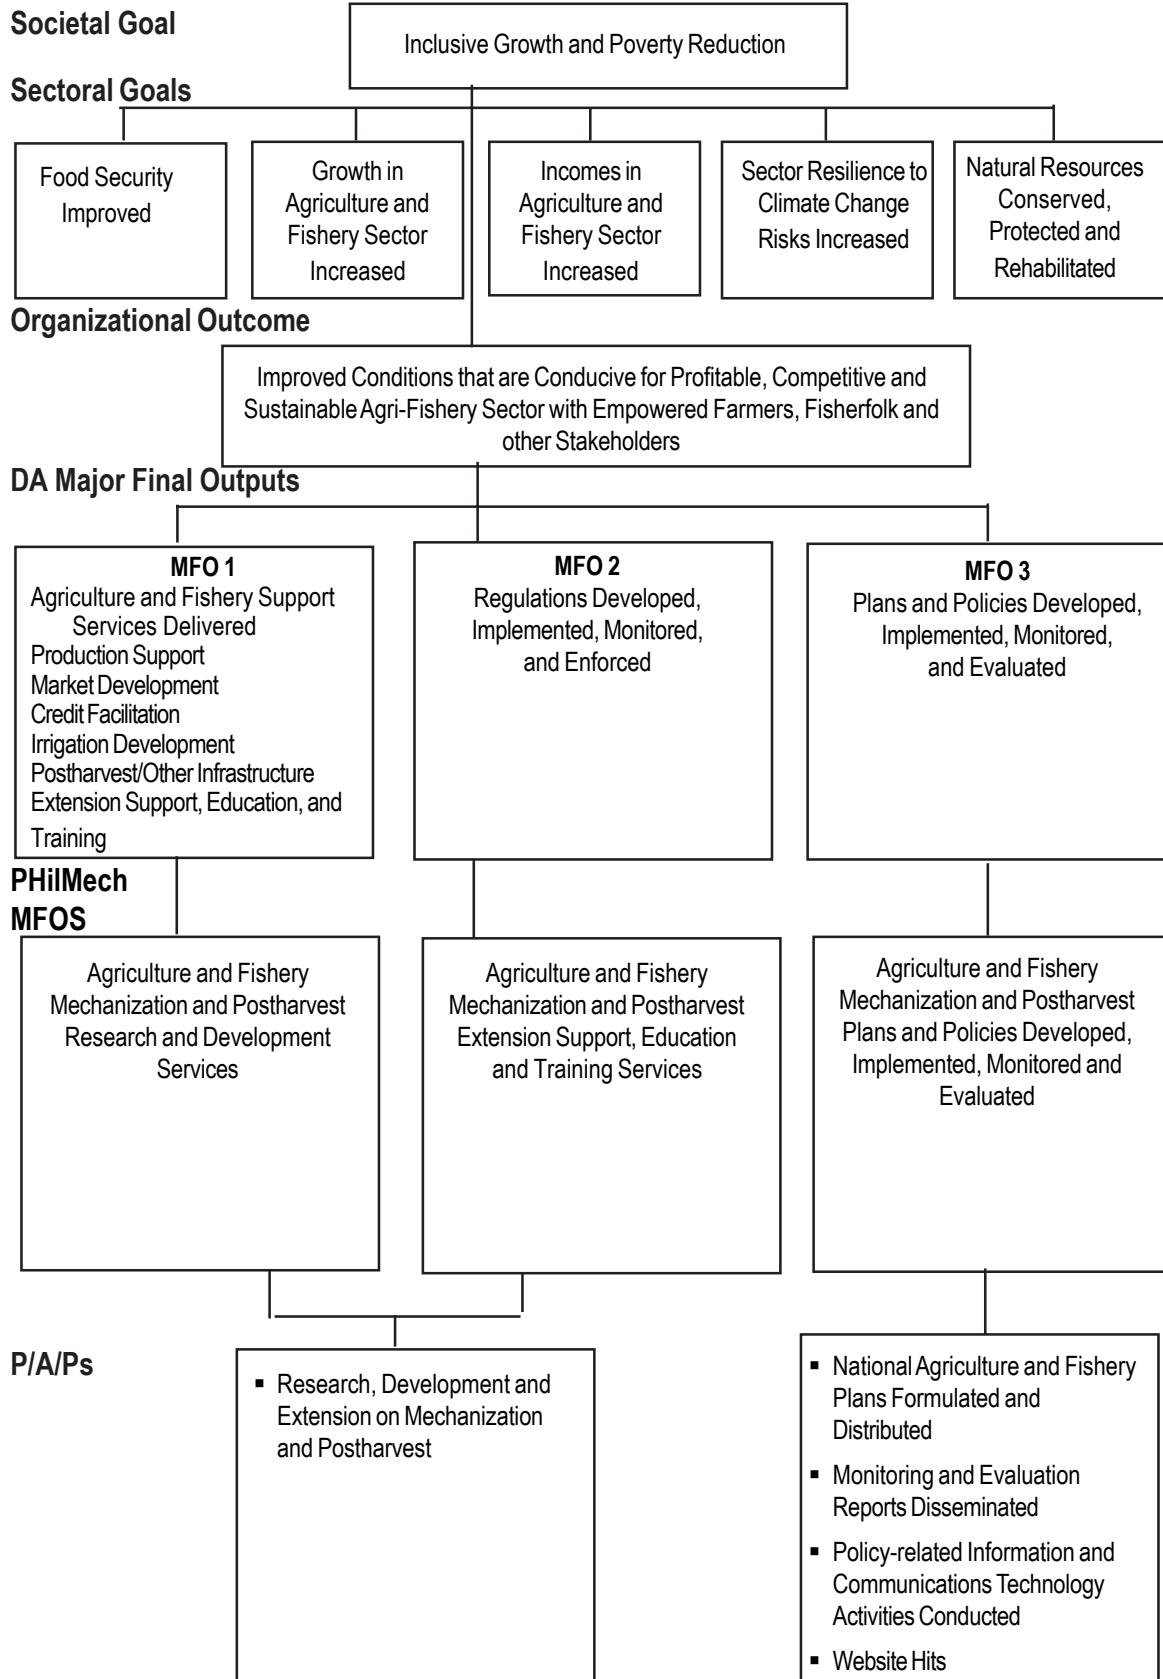 Societal Goal
Inclusive Growth and Poverty Reduction
Sectoral Goals
Food Security
Improved
Growth in
Agriculture and
Fishery Sector
Increased
Incomes in
Agriculture and
Fishery Sector
Increased
Sector Resilience to
Climate Change
Risks Increased
Natural Resources
Conserved,
Protected and
Rehabilitated
Organizational Outcome
Improved Conditions that are Conducive for Profitable, Competitive and
Sustainable Agri-Fishery Sector with Empowered Farmers, Fisherfolk and
other Stakeholders
DA Major Final Outputs
MFO 1
Agriculture and Fishery Support
Services Delivered
Production Support
Market Development
Credit Facilitation
Irrigation Development
Postharvest/Other Infrastructure
Extension Support, Education, and
Training
MFO 2
Regulations Developed,
Implemented, Monitored,
and Enforced
MFO 3
Plans and Policies Developed,
Implemented, Monitored,
and Evaluated
PHilMech
MFOS
Agriculture and Fishery
Mechanization and Postharvest
Research and Development
Services
Agriculture and Fishery
Mechanization and Postharvest
Extension Support, Education
and Training Services
Agriculture and Fishery
Mechanization and Postharvest
Plans and Policies Developed,
Implemented, Monitored and
Evaluated
P/A/Ps
▪ Research, Development and
Extension on Mechanization
and Postharvest
▪ National Agriculture and Fishery
Plans Formulated and
Distributed
▪ Monitoring and Evaluation
Reports Disseminated
▪ Policy-related Information and
Communications Technology
Activities Conducted
▪ Website Hits